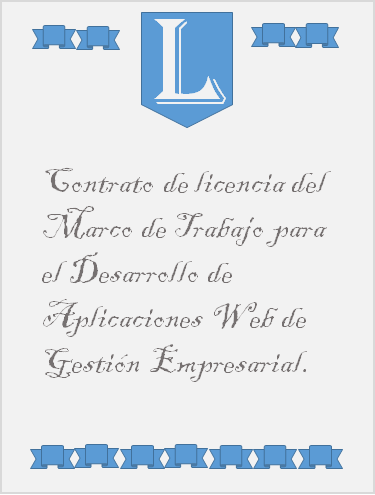 L
Contrato de licencia del
Marco de Trabajo para
el Desarrollo de
Aplicaciones Web de
Gestión Empresarial.